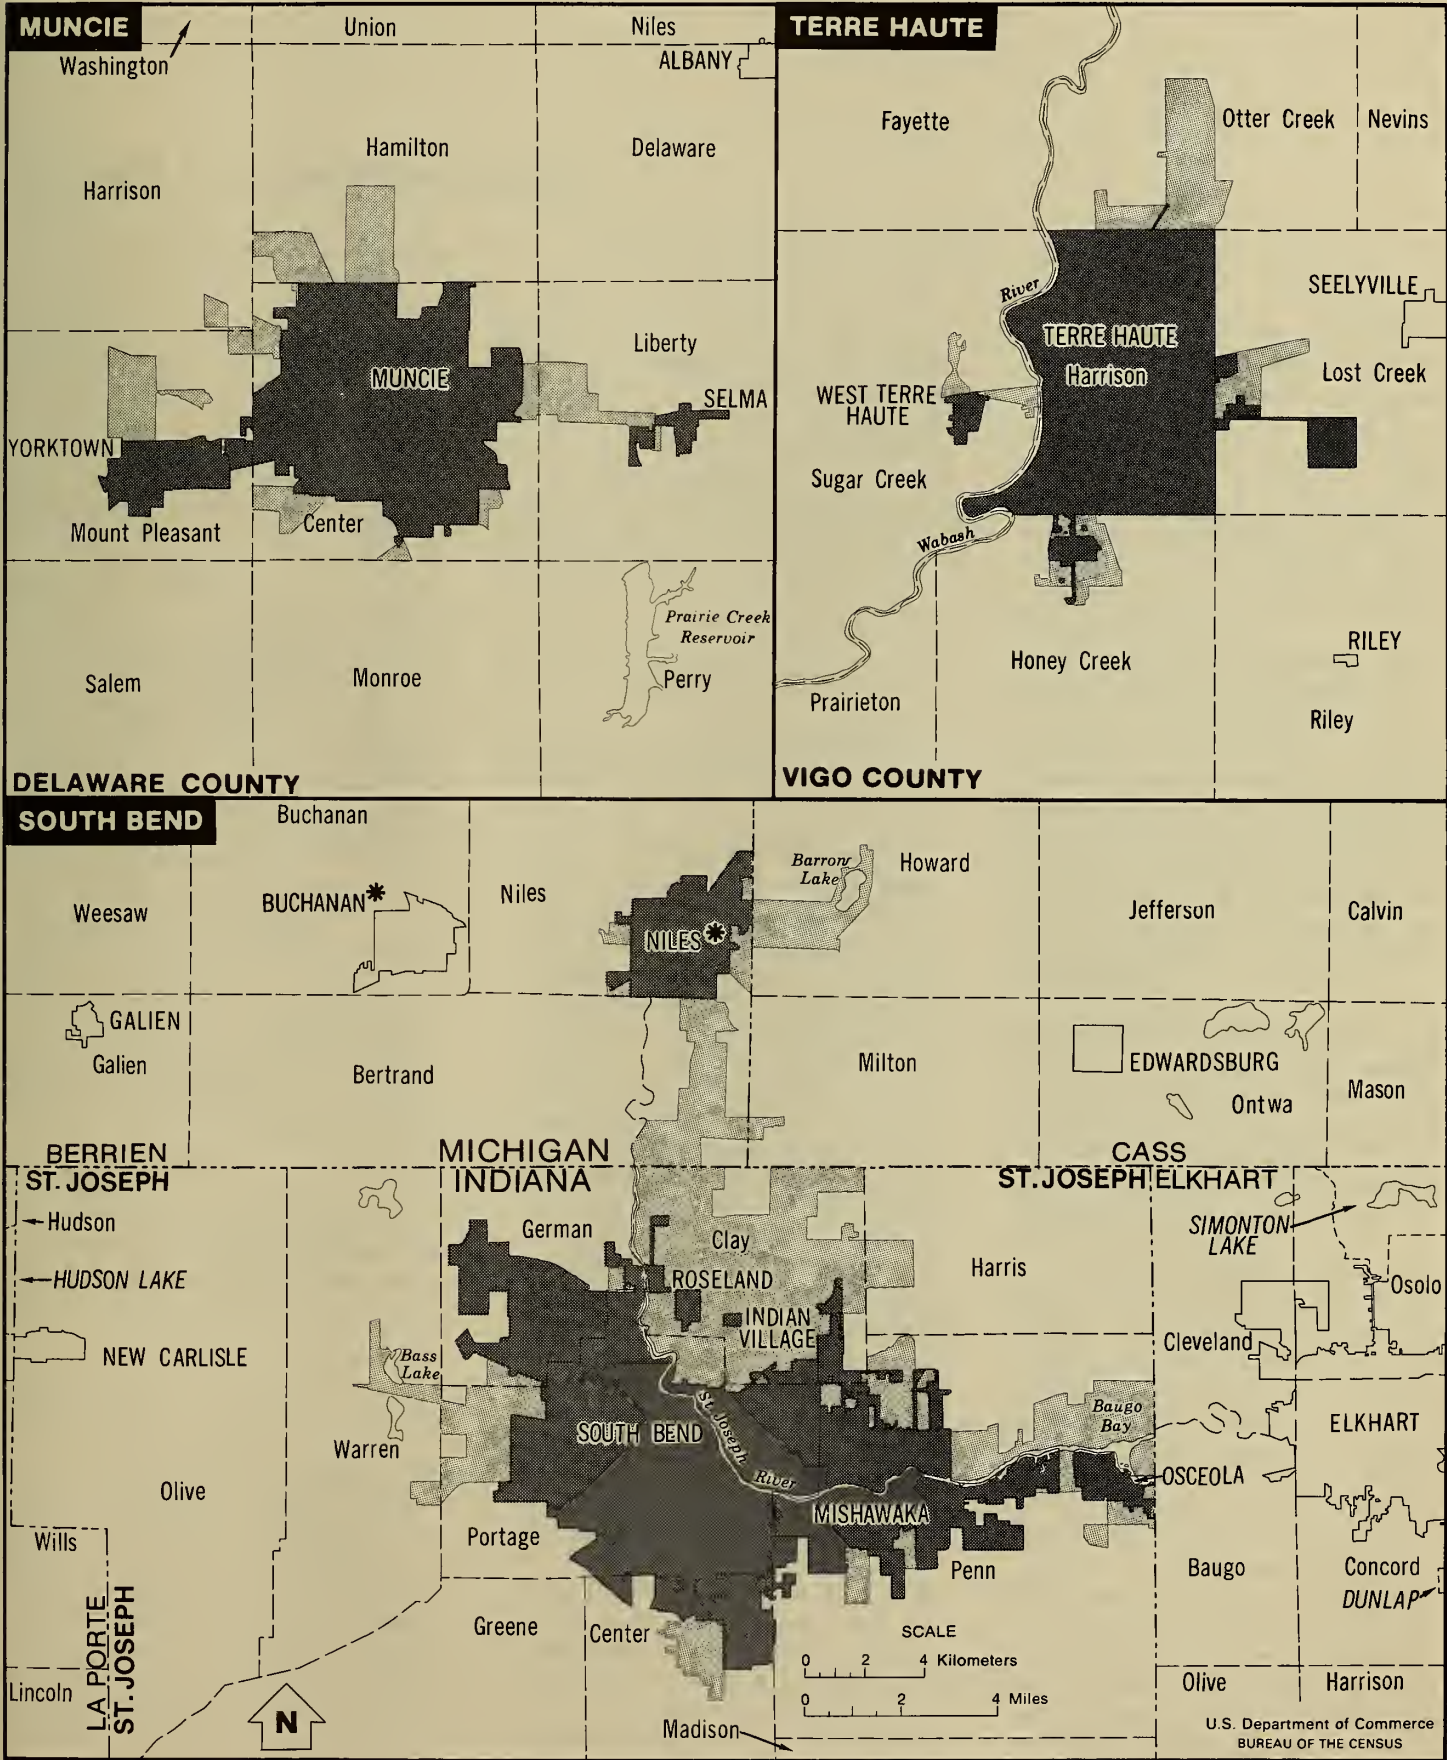 MUNCIE
Union
Niles
Washington
ALBANY
Hamilton
Delaware
Harrison
Liberty
MUNCIE
SELMA
YORKTOWN
Mount Pleasant
Center
Prairie Creek
Reservoir
Salem
Monroe
Perry
DELAWARE COUNTY
TERRE HAUTE
Fayette
Otter Creek
Nevins
River
SEELYVILLE
TERRE HAUTE
Harrison
Lost Creek
WEST TERRE
HAUTE
Sugar Creek
Wabash
Honey Creek
RILEY
Prairieton
Riley
VIGO COUNTY
SOUTH BEND
Buchanan
Weesaw
BUCHANAN*
Niles
NILES*
Barron
Lake
Howard
Jefferson
Calvin
GALIEN
Galien
Bertrand
Milton
EDWARDSBURG
Ontwa
Mason
BERRIEN
MICHIGAN
CASS
ST. JOSEPH
INDIANA
ST. JOSEPH
ELKHART
Hudson
German
Clay
SIMONTON
LAKE
HUDSON LAKE
ROSELAND
Harris
Osolo
INDIAN
VILLAGE
NEW CARLISLE
Bass
Lake
Cleveland
Baugo
Bay
Warren
SOUTH BEND
St. Joseph
River
ELKHART
Olive
OSCEOLA
MISHAWAKA
Wills
Portage
Penn
Baugo
Concord
DUNLAP
LA PORTE
ST. JOSEPH
Greene
Center
SCALE
0 2 4 Kilometers
0 2 4 Miles
Lincoln
Olive
Harrison
N
Madison
U.S. Department of Commerce
BUREAU OF THE CENSUS